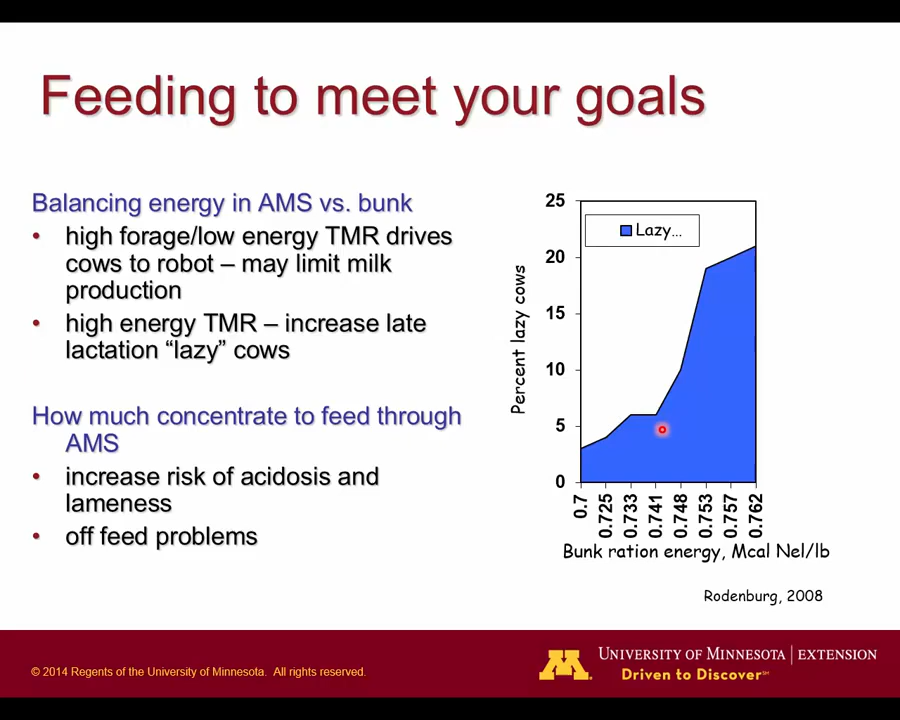 Feeding to meet your goals
Balancing energy in AMS vs. bunk
• high forage/low energy TMR drives
cows to robot – may limit milk
production
• high energy TMR – increase late
lactation “lazy” cows
How much concentrate to feed through
AMS
• increase risk of acidosis and
lameness
• off feed problems
25
20
15
10
5
0
Percent lazy cows
Lazy…
0.7
0.725
0.733
0.741
0.748
0.753
0.757
0.762
Bunk ration energy, Mcal Nel/lb
Rodenburg, 2008
© 2014 Regents of the University of Minnesota. All rights reserved.
M
UNIVERSITY OF MINNESOTA | EXTENSION
Driven to Discover℠